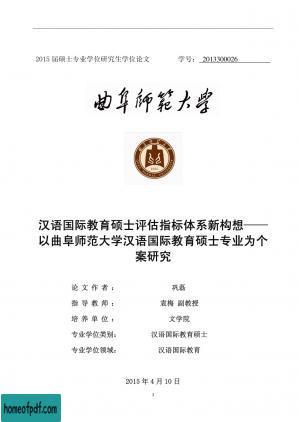 2015 届硕士专业学位研究生学位论文 学号：2013300026
曲阜师范大学
汉语国际教育硕士评估指标体系新构想——
以曲阜师范大学汉语国际教育硕士专业为个
案研究
论文作者： 巩磊
指导教师： 袁梅 副教授
培养单位： 文学院
专业学位类别： 汉语国际教育硕士
专业学位领域： 汉语国际教育
2015 年 4 月 10 日
homeofpdf.com